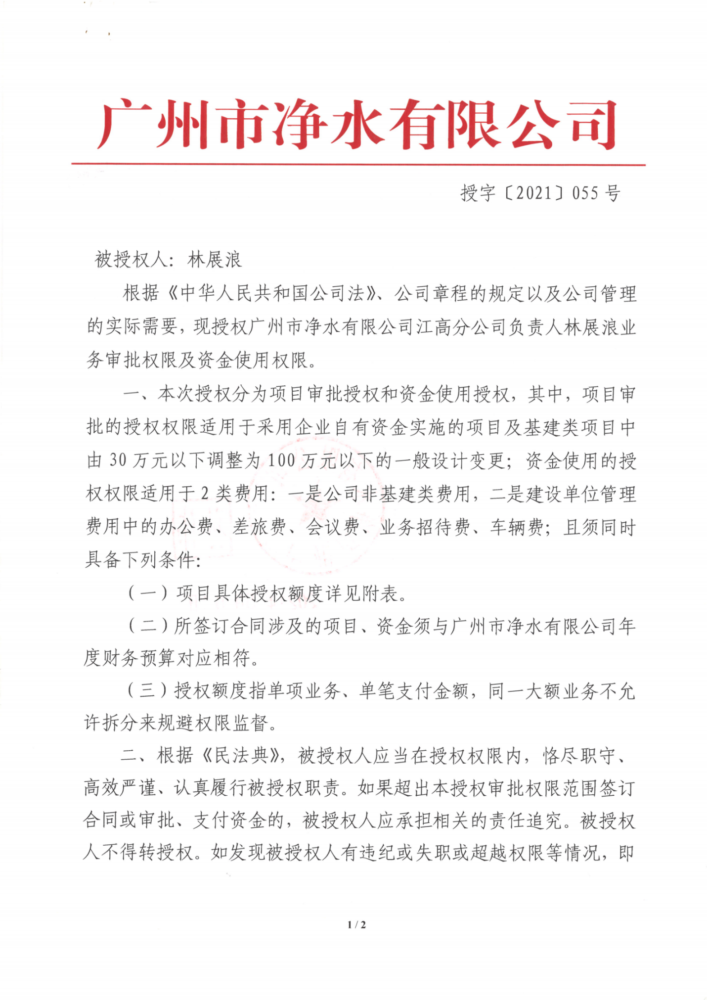 广州市净水有限公司
授字〔2021〕055号
被授权人：林展浪
根据《中华人民共和国公司法》、公司章程的规定以及公司管理
的实际需要，现授权广州市净水有限公司江高分公司负责人林展浪业
务审批权限及资金使用权限。
一、本次授权分为项目审批授权和资金使用授权，其中，项目审
批的授权权限适用于采用企业自有资金实施的项目及基建类项目中
由30万元以下调整为100万元以下的一般设计变更；资金使用的授
权权限适用于2类费用：一是公司非基建类费用，二是建设单位管理
费用中的办公费、差旅费、会议费、业务招待费、车辆费；且须同时
具备下列条件：
（一）项目具体授权额度详见附表。
（二）所签订合同涉及的项目、资金须与广州市净水有限公司年
度财务预算对应相符。
（三）授权额度指单项业务、单笔支付金额，同一大额业务不允
许拆分来规避权限监督。
二、根据《民法典》，被授权人应当在授权权限内，恪尽职守、
高效严谨、认真履行被授权职责。如果超出本授权审批权限范围签订
合同或审批、支付资金的，被授权人应承担相关的责任追究。被授权
人不得转授权。如发现被授权人有违纪或失职或超越权限等情况，即
1/2